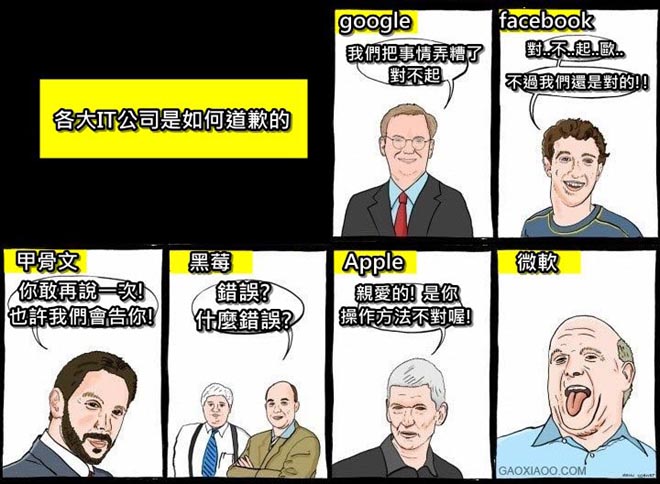 各大IT公司是如何道歉的
google
我們把事情弄糟了
對不起
facebook
對..不..起..歐..
不過我們還是對的!!
甲骨文
你敢再說一次!
也許我們會告你!
黑莓
錯誤?
什麼錯誤?
Apple
親愛的! 是你
操作方法不對喔!
微軟
GAOXIAOO.COM